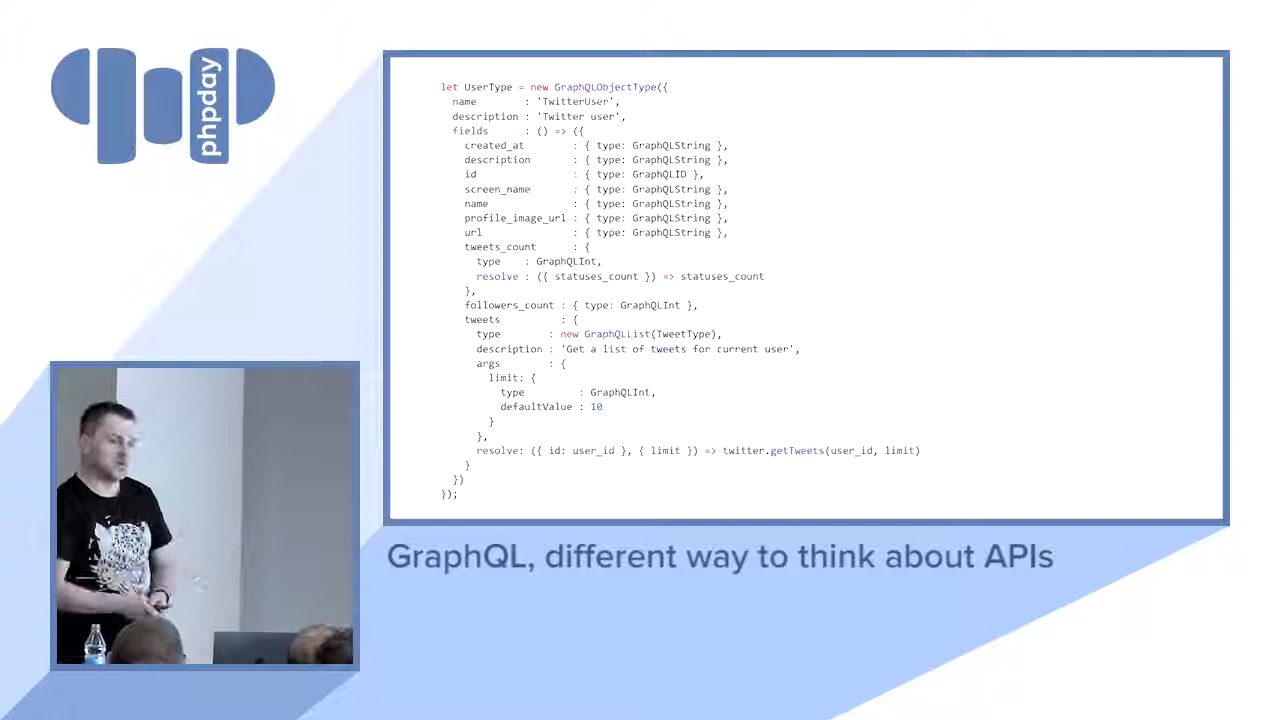 phpday
let UserType = new GraphQLObjectType({
name : 'TwitterUser',
description : 'Twitter user',
fields : () => ({
created_at : { type: GraphQLString },
description : { type: GraphQLString },
id : { type: GraphQLID },
screen_name : { type: GraphQLString },
name : { type: GraphQLString },
profile_image_url : { type: GraphQLString },
url : { type: GraphQLString },
tweets_count : {
type : GraphQLInt,
resolve : ({ statuses_count }) => statuses_count
},
followers_count : { type: GraphQLInt },
tweets : {
type : new GraphQLList(TweetType),
description : 'Get a list of tweets for current user',
args : {
limit: {
type : GraphQLInt,
defaultValue : 10
}
},
resolve: ({ id: user_id }, { limit }) => twitter.getTweets(user_id, limit)
}
})
});
GraphQL, different way to think about APIs